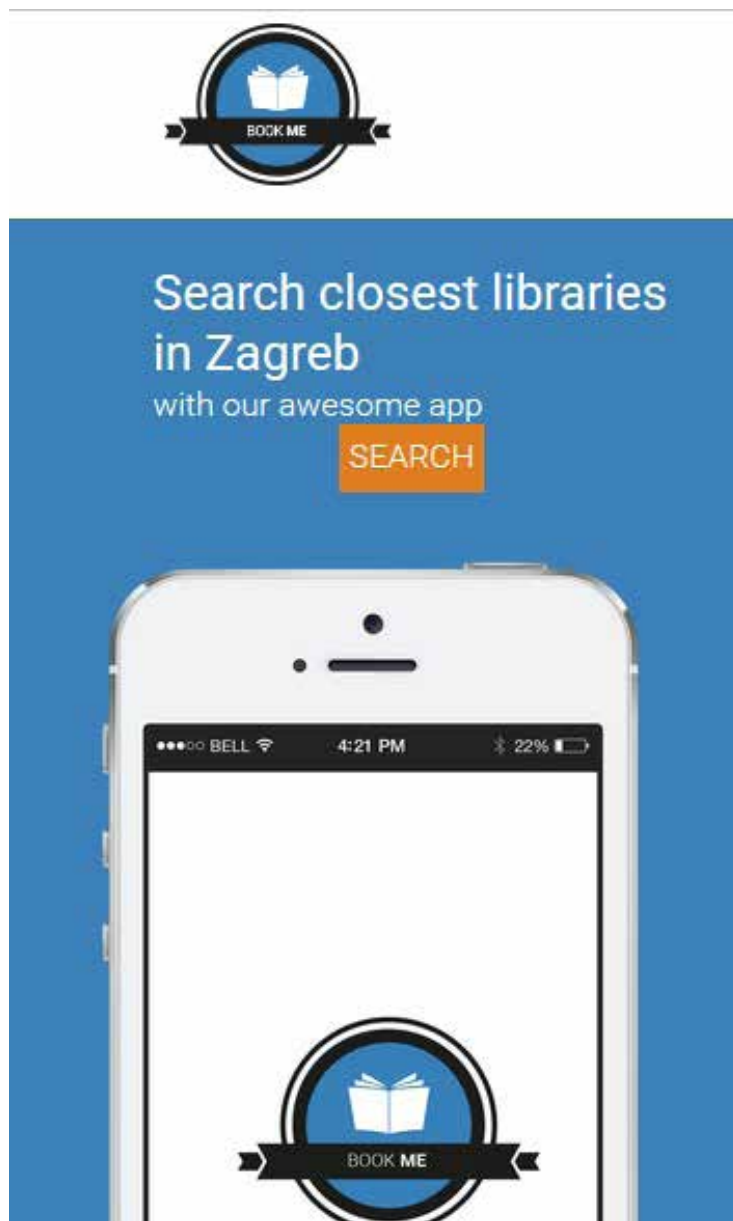 BOOK ME
Search closest libraries
in Zagreb
with our awesome app
SEARCH
BELL 4:21 PM 22%
BOOK ME